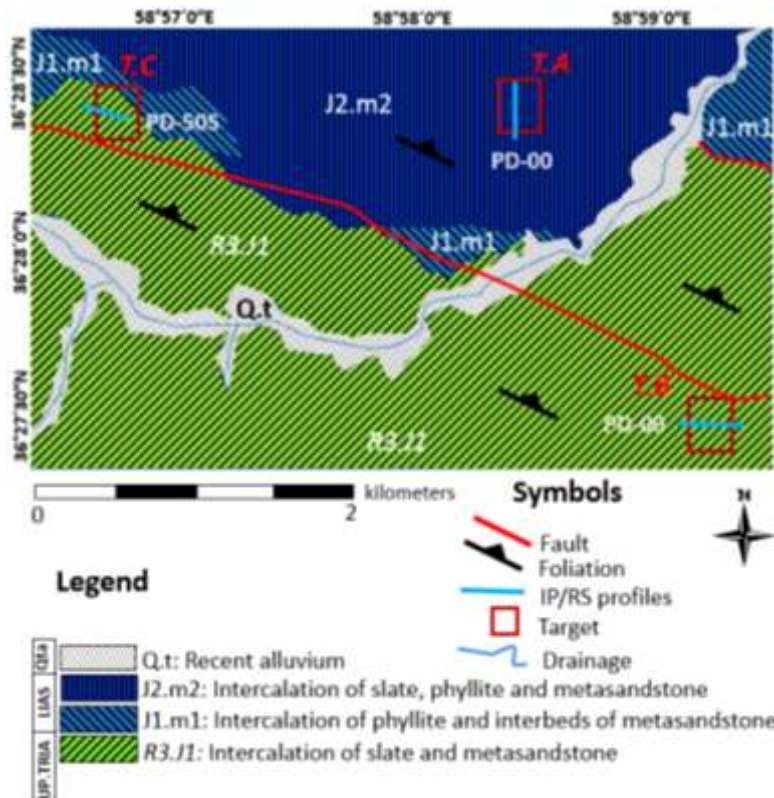 58°57'0"E 58°58'0"E 58°59'0"E
36°28'30"N
36°28'0"N
36°27'30"N
J1.m1
T.C
T.A
J2.m2
PD-505
PD-00
J1.m1
R3.J1
J1.m1
Q.t
T.B
PD-00
R3.J1
kilometers
0 2
Symbols
N
Fault
Foliation
IP/RS profiles
Target
Drainage
Legend
Qta
Q.t: Recent alluvium
LIAS
J2.m2: Intercalation of slate, phyllite and metasandstone
J1.m1: Intercalation of phyllite and interbeds of metasandstone
UP.TRIA
R3.J1: Intercalation of slate and metasandstone